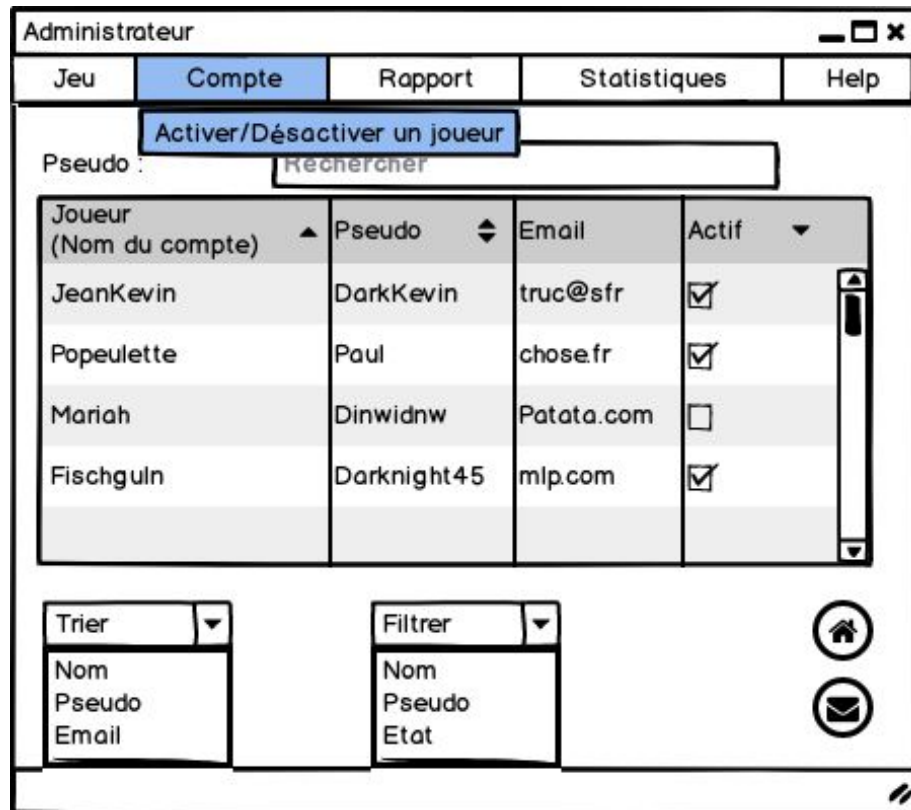 Administrateur
Jeu Compte Rapport Statistiques Help
Activer/Désactiver un joueur
Pseudo : Rechercher
Joueur
(Nom du compte) Pseudo Email Actif
JeanKevin DarkKevin truc@sfr
Popeulette Paul chose.fr
Mariah Dinwidnw Patata.com
Fischguln Darknight45 mlp.com
Trier Filtrer
Nom Nom
Pseudo Pseudo
Email Etat